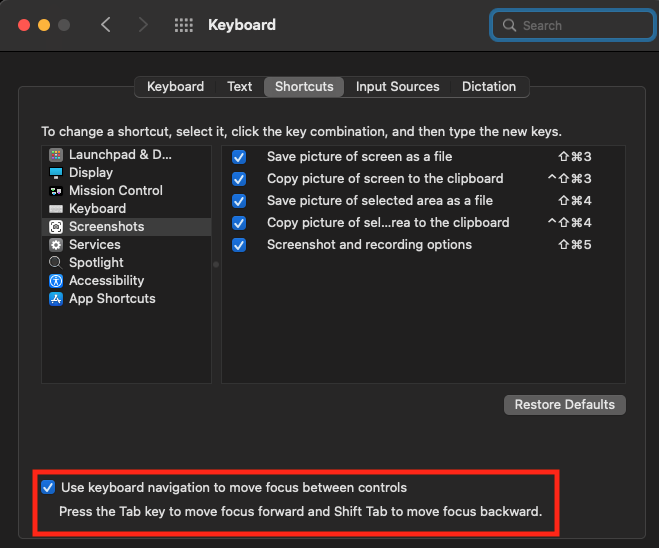 Keyboard
Search
Keyboard Text Shortcuts Input Sources Dictation
To change a shortcut, select it, click the key combination, and then type the new keys.
Launchpad & D...
Display
Mission Control
Keyboard
Screenshots
Services
Spotlight
Accessibility
App Shortcuts
Save picture of screen as a file ⇧⌘3
Copy picture of screen to the clipboard ^⇧⌘3
Save picture of selected area as a file ⇧⌘4
Copy picture of sel...rea to the clipboard ^⇧⌘4
Screenshot and recording options ⇧⌘5
Restore Defaults
Use keyboard navigation to move focus between controls
Press the Tab key to move focus forward and Shift Tab to move focus backward.